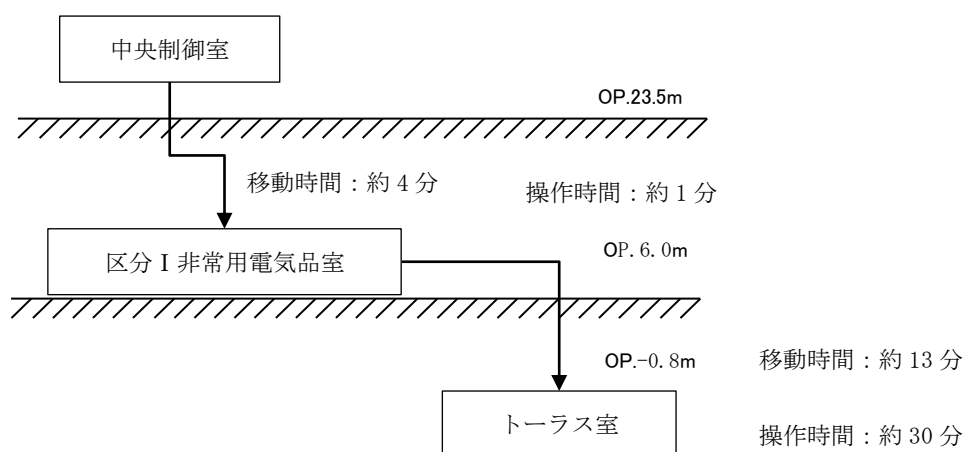 中央制御室
OP.23.5m
移動時間：約 4 分
操作時間：約 1 分
区分Ⅰ非常用電気品室
OP. 6.0m
OP.-0.8m
移動時間：約 13 分
トーラス室
操作時間：約 30 分